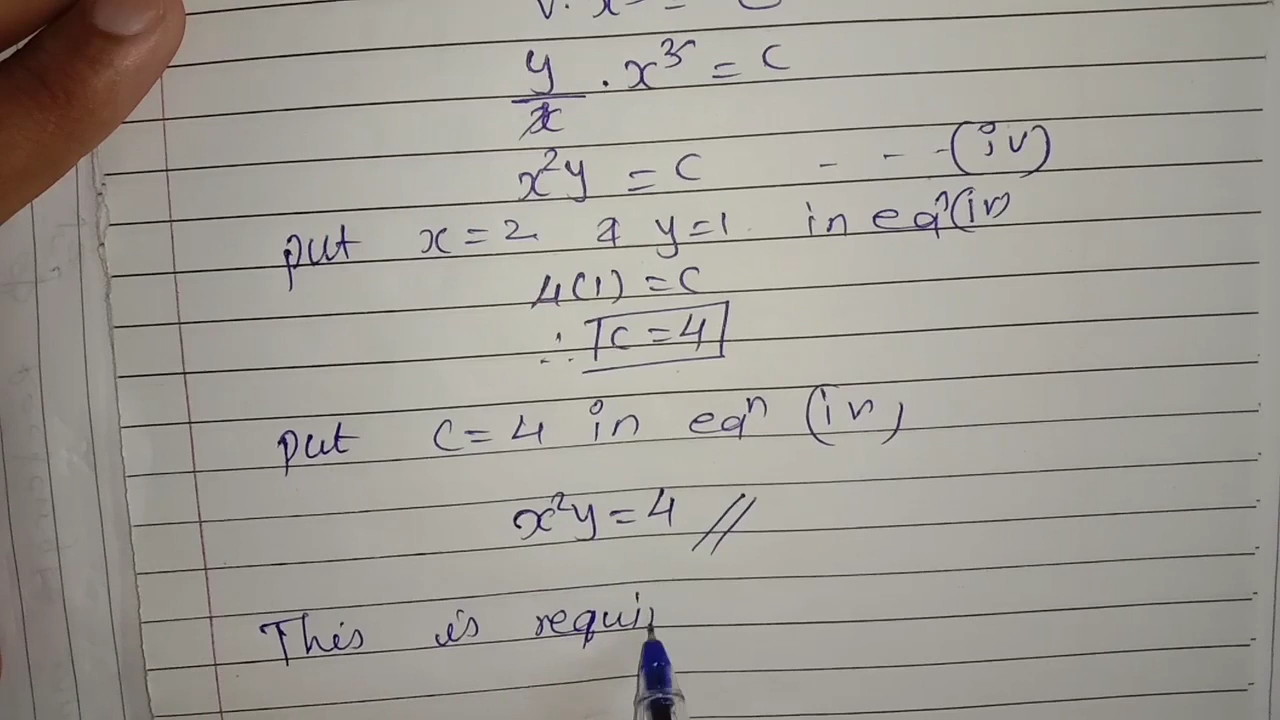 y/x . x³ = c
x²y = c - - - (iv)
put x = 2 & y = 1 in eqⁿ (iv)
4(1) = c
∴ c = 4
put c = 4 in eqⁿ (iv)
x²y = 4 //
This is requi